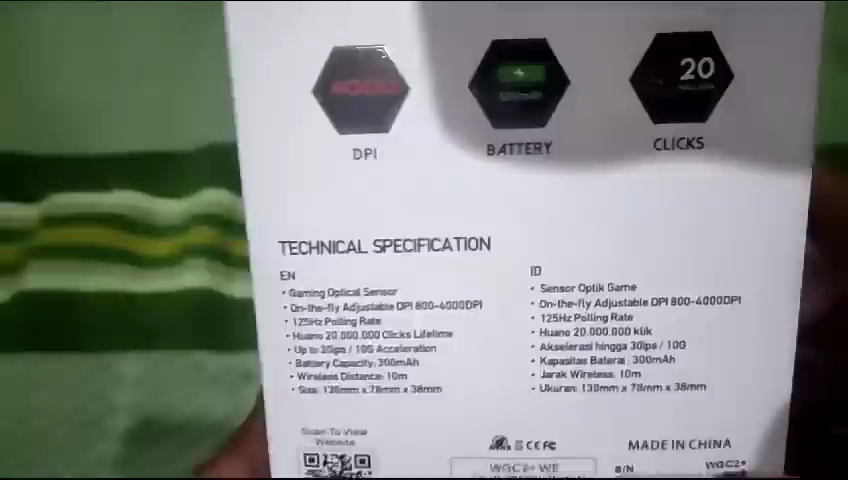 20
DPI
BATTERY
CLICKS
TECHNICAL SPECIFICATION
EN
• Gaming Optical Sensor
• On-the-fly Adjustable DPI 800-4000DPI
• 125Hz Polling Rate
• Huano 20.000.000 Clicks Lifetime
• Up to 30ips / 10G Acceleration
• Battery Capacity: 300mAh
• Wireless Distance: 10m
• Size: 130mm x 78mm x 38mm
ID
• Sensor Optik Game
• On-the-fly Adjustable DPI 800-4000DPI
• 125Hz Polling Rate
• Huano 20.000.000 klik
• Akselerasi hingga 30ips / 10G
• Kapasitas Baterai: 300mAh
• Jarak Wireless: 10m
• Ukuran: 130mm x 78mm x 38mm
Scan To View
Website
MADE IN CHINA
S/N